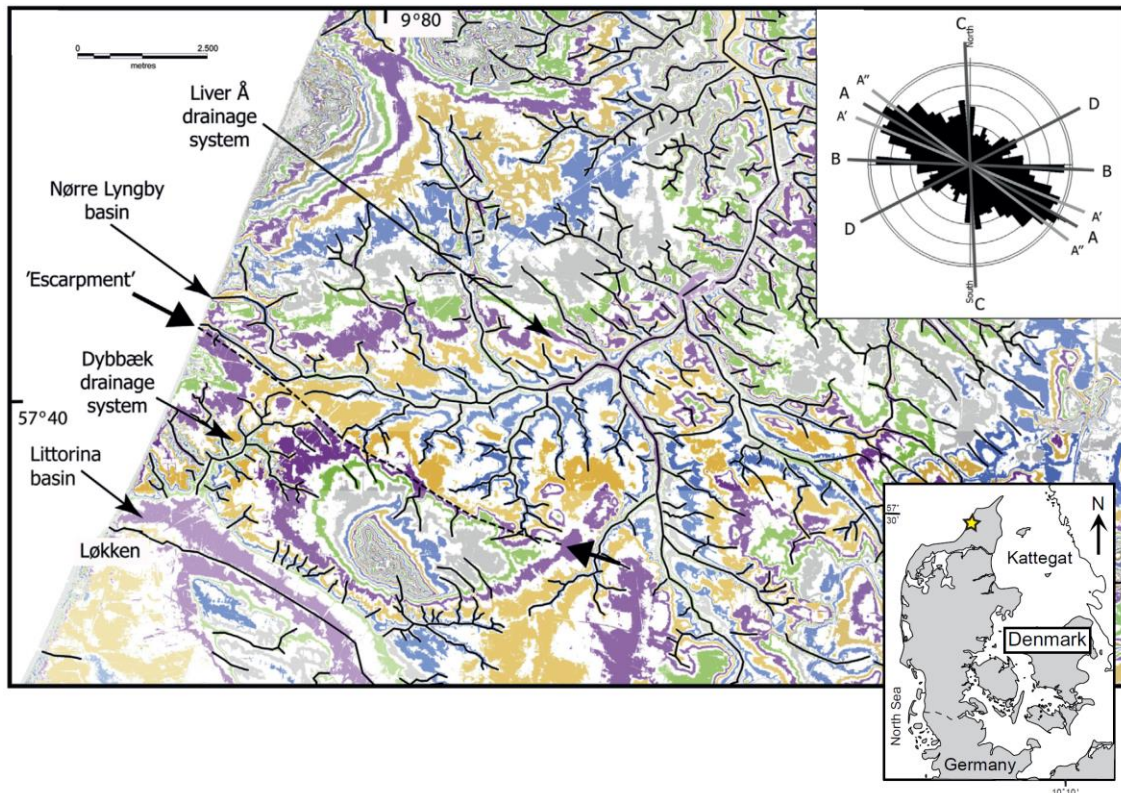 9°80
2.500
metres
Liver Å
drainage
system
Nørre Lyngby
basin
'Escarpment'
Dybbæk
drainage
system
57°40
Littorina
basin
Løkken
C
North
A''
A
A'
B
D
D
B
A'
A
A''
South
C
57°
30'
N
Kattegat
Denmark
North Sea
Germany
10°10'